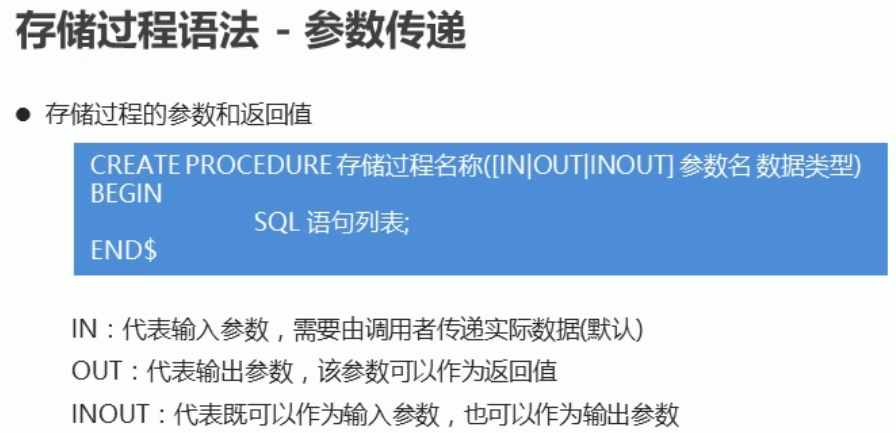 存储过程语法 - 参数传递
● 存储过程的参数和返回值
CREATE PROCEDURE 存储过程名称([IN|OUT|INOUT] 参数名 数据类型)
BEGIN
SQL 语句列表;
END$
IN：代表输入参数，需要由调用者传递实际数据(默认)
OUT：代表输出参数，该参数可以作为返回值
INOUT：代表既可以作为输入参数，也可以作为输出参数